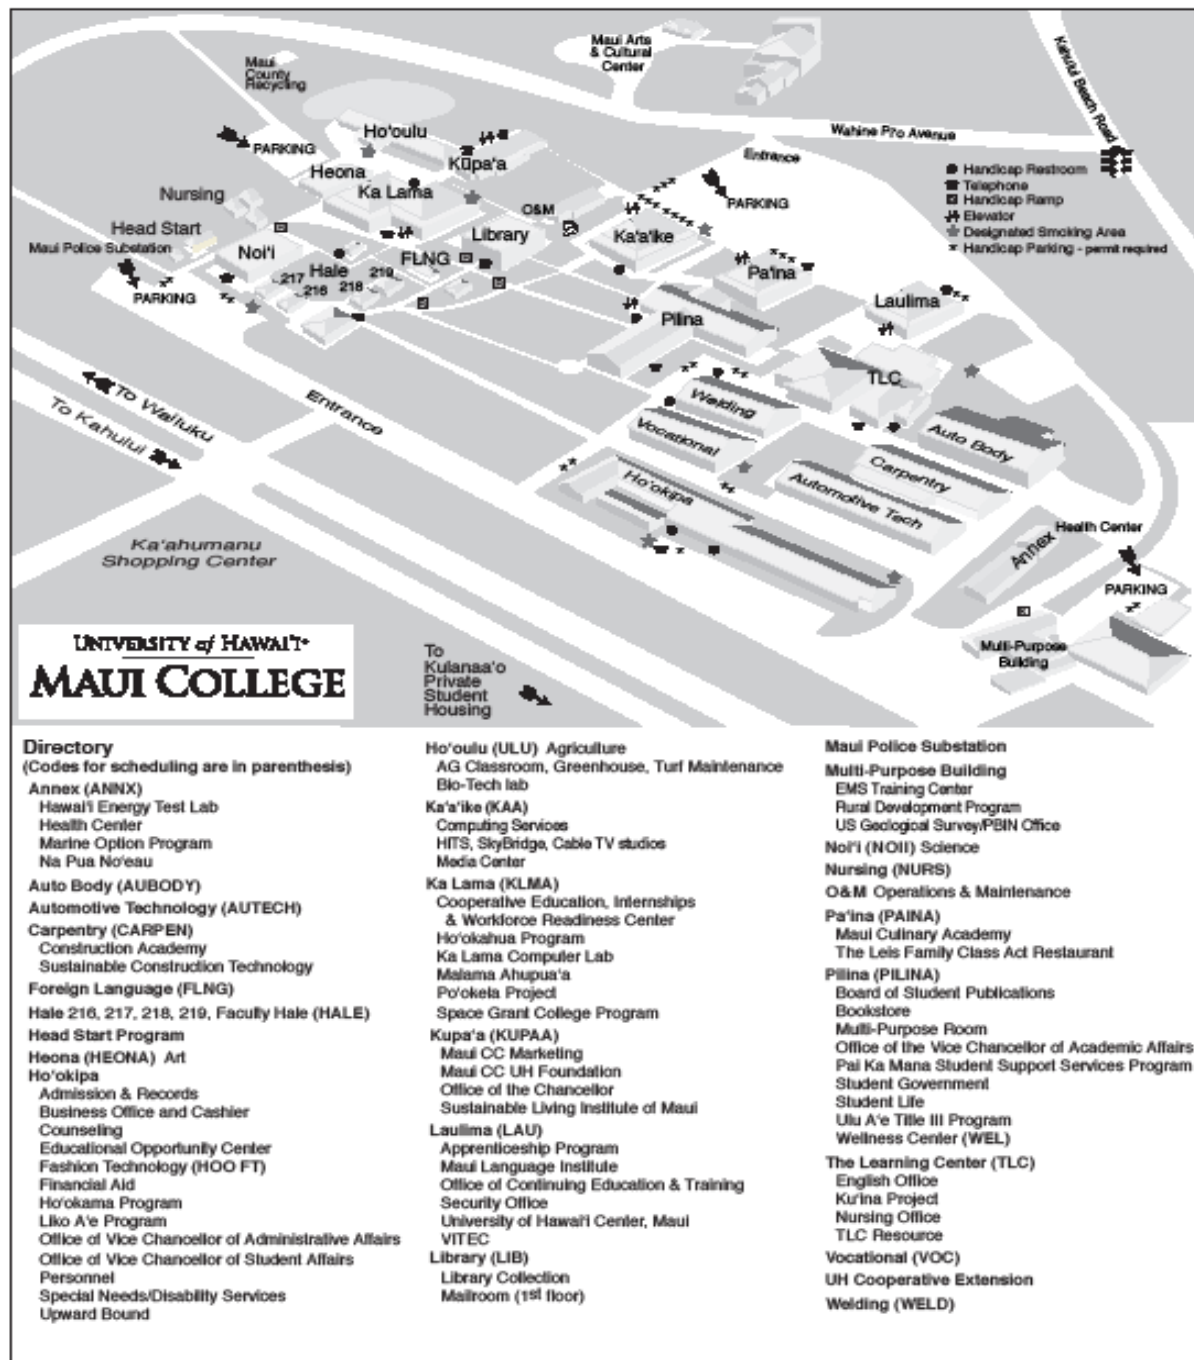 Maui Arts
& Cultural
Center
Maui
County
Recycling
Kahului Beach Road
Wahine Pi'o Avenue
Entrance
Ho'oulu
PARKING
Kūpa'a
Heona
Ka Lama
Nursing
O&M
PARKING
Handicap Restroom
Telephone
Handicap Ramp
Elevator
Designated Smoking Area
Handicap Parking - permit required
Head Start
Maui Police Substation
Library
Ka'a'ike
Noi'i
FLNG
Hale
217
216
218
219
Pa'ina
PARKING
Laulima
Pilina
TLC
To Wailuku
To Kahului
Entrance
Welding
Vocational
Auto Body
Carpentry
Automotive Tech
Ho'okipa
Ka'ahumanu
Shopping Center
Health Center
Annex
PARKING
Multi-Purpose
Building
UNIVERSITY of HAWAI'I
MAUI COLLEGE
To
Kulanaa'o
Private
Student
Housing
Directory
(Codes for scheduling are in parenthesis)
Annex (ANNX)
Hawai'i Energy Test Lab
Health Center
Marine Option Program
Na Pua No'eau
Auto Body (AUBODY)
Automotive Technology (AUTECH)
Carpentry (CARPEN)
Construction Academy
Sustainable Construction Technology
Foreign Language (FLNG)
Hale 216, 217, 218, 219, Faculty Hale (HALE)
Head Start Program
Heona (HEONA) Art
Ho'okipa
Admission & Records
Business Office and Cashier
Counseling
Educational Opportunity Center
Fashion Technology (HOO FT)
Financial Aid
Ho'okama Program
Liko A'e Program
Office of Vice Chancellor of Administrative Affairs
Office of Vice Chancellor of Student Affairs
Personnel
Special Needs/Disability Services
Upward Bound
Ho'oulu (ULU) Agriculture
AG Classroom, Greenhouse, Turf Maintenance
Bio-Tech lab
Ka'a'ike (KAA)
Computing Services
HITS, SkyBridge, Cable TV studios
Media Center
Ka Lama (KLMA)
Cooperative Education, Internships
& Workforce Readiness Center
Ho'okahua Program
Ka Lama Computer Lab
Malama Ahupua'a
Po'okela Project
Space Grant College Program
Kupa'a (KUPAA)
Maui CC Marketing
Maui CC UH Foundation
Office of the Chancellor
Sustainable Living Institute of Maui
Laulima (LAU)
Apprenticeship Program
Maui Language Institute
Office of Continuing Education & Training
Security Office
University of Hawai'i Center, Maui
VITEC
Library (LIB)
Library Collection
Mailroom (1st floor)
Maui Police Substation
Multi-Purpose Building
EMS Training Center
Rural Development Program
US Geological Survey/PBIN Office
Noi'i (NOII) Science
Nursing (NURS)
O&M Operations & Maintenance
Pa'ina (PAINA)
Maui Culinary Academy
The Leis Family Class Act Restaurant
Pilina (PILINA)
Board of Student Publications
Bookstore
Multi-Purpose Room
Office of the Vice Chancellor of Academic Affairs
Pai Ka Mana Student Support Services Program
Student Government
Student Life
Ulu A'e Title III Program
Wellness Center (WEL)
The Learning Center (TLC)
English Office
Ku'ina Project
Nursing Office
TLC Resource
Vocational (VOC)
UH Cooperative Extension
Welding (WELD)